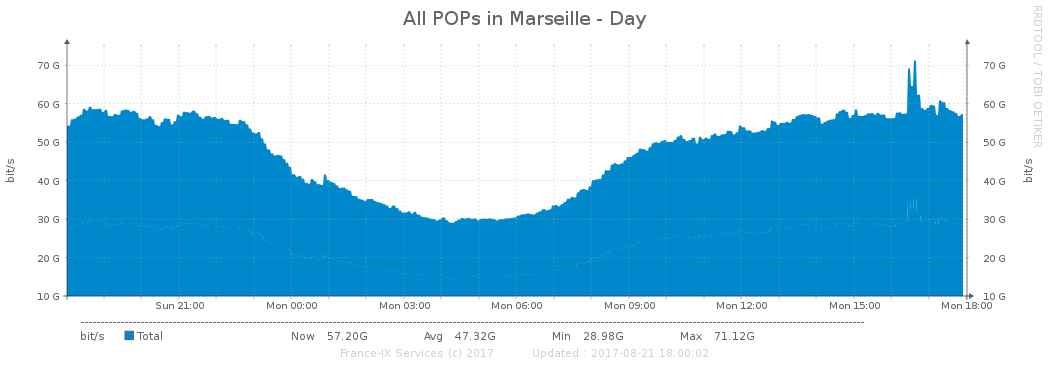 All POPs in Marseille - Day
RRDTOOL / TOBI OETIKER
bit/s
70 G 70 G
60 G 60 G
50 G 50 G
40 G 40 G
30 G 30 G
20 G 20 G
10 G 10 G
bit/s
Sun 21:00 Mon 00:00 Mon 03:00 Mon 06:00 Mon 09:00 Mon 12:00 Mon 15:00 Mon 18:00
bit/s Total Now 57.20G Avg 47.32G Min 28.98G Max 71.12G
France-IX Services (c) 2017 Updated : 2017-08-21 18:00:02